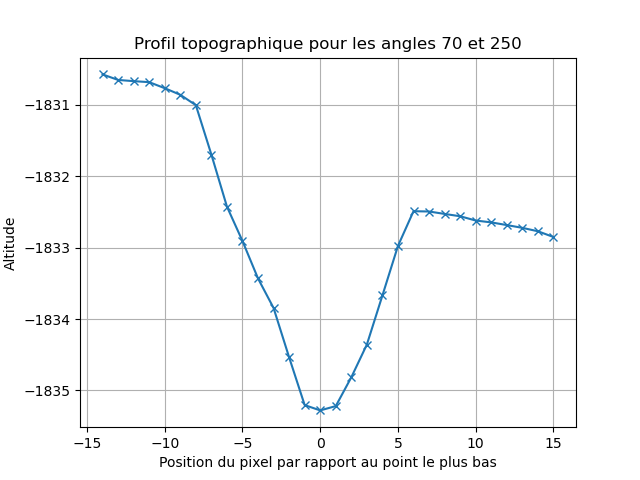 Profil topographique pour les angles 70 et 250
−1831
−1832
−1833
−1834
−1835
Altitude
−15 −10 −5 0 5 10 15
Position du pixel par rapport au point le plus bas